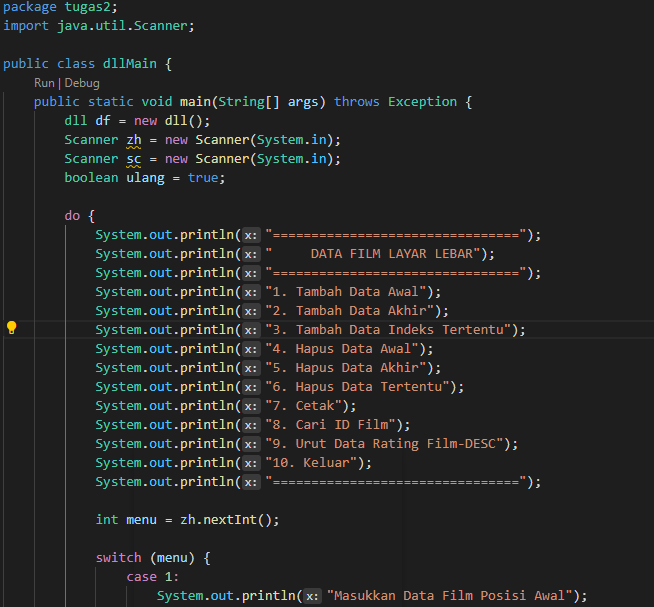 package tugas2;
import java.util.Scanner;
public class dllMain {
Run | Debug
public static void main(String[] args) throws Exception {
dll df = new dll();
Scanner zh = new Scanner(System.in);
Scanner sc = new Scanner(System.in);
boolean ulang = true;
do {
System.out.println(x: "================================");
System.out.println(x: "     DATA FILM LAYAR LEBAR");
System.out.println(x: "================================");
System.out.println(x: "1. Tambah Data Awal");
System.out.println(x: "2. Tambah Data Akhir");
System.out.println(x: "3. Tambah Data Indeks Tertentu");
System.out.println(x: "4. Hapus Data Awal");
System.out.println(x: "5. Hapus Data Akhir");
System.out.println(x: "6. Hapus Data Tertentu");
System.out.println(x: "7. Cetak");
System.out.println(x: "8. Cari ID Film");
System.out.println(x: "9. Urut Data Rating Film-DESC");
System.out.println(x: "10. Keluar");
System.out.println(x: "================================");
int menu = zh.nextInt();
switch (menu) {
case 1:
System.out.println(x: "Masukkan Data Film Posisi Awal");